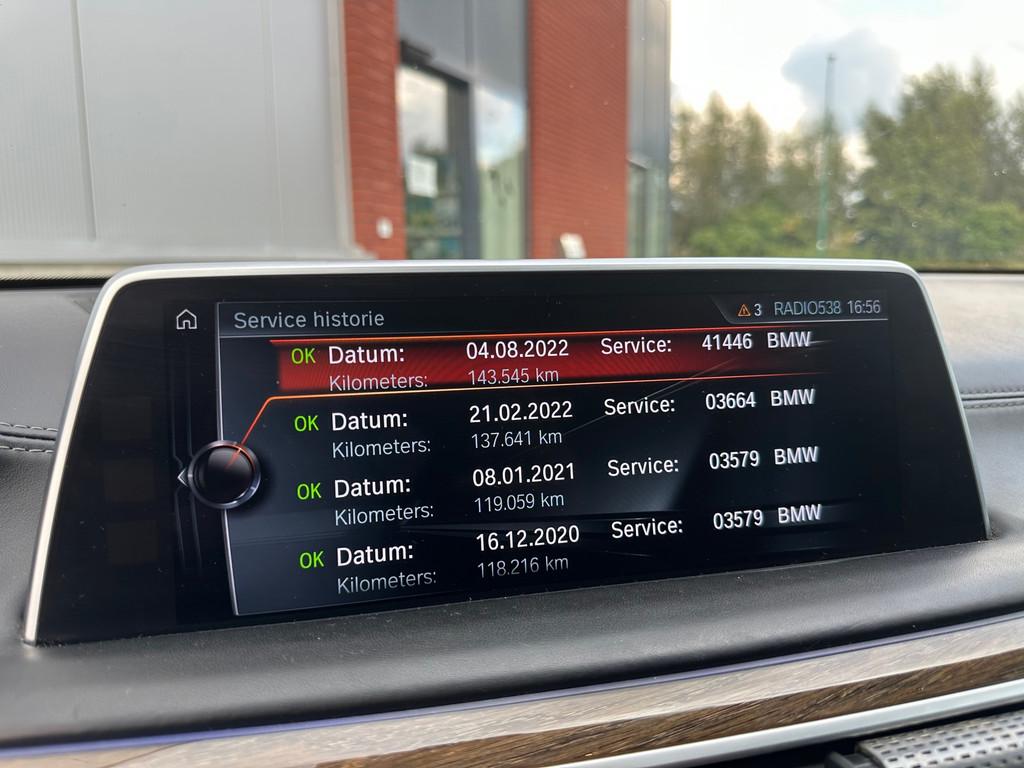 Service historie
3 RADIO538 16:56
OK Datum: 04.08.2022 Service: 41446 BMW
Kilometers: 143.545 km
OK Datum: 21.02.2022 Service: 03664 BMW
Kilometers: 137.641 km
OK Datum: 08.01.2021 Service: 03579 BMW
Kilometers: 119.059 km
OK Datum: 16.12.2020 Service: 03579 BMW
Kilometers: 118.216 km